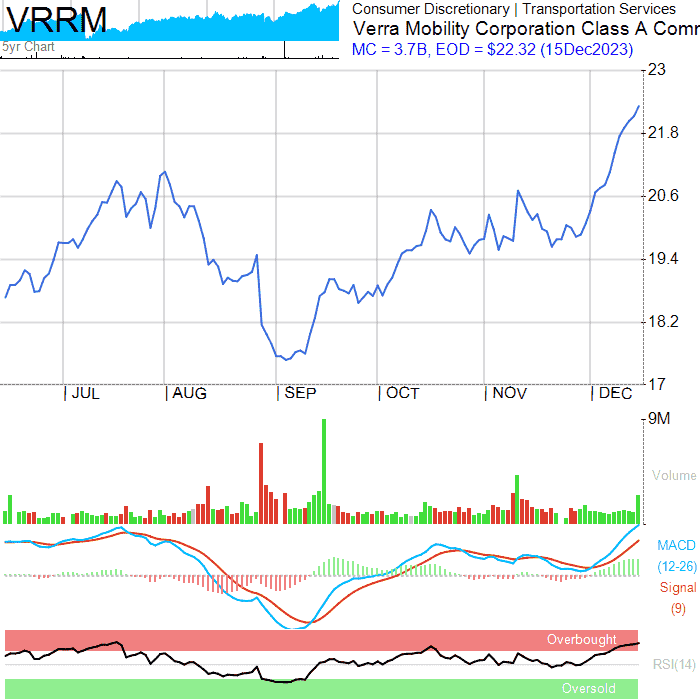 VRRM
5yr Chart
Consumer Discretionary | Transportation Services
Verra Mobility Corporation Class A Comm
MC = 3.7B, EOD = $22.32 (15Dec2023)
23
21.8
20.6
19.4
18.2
17
JUL AUG SEP OCT NOV DEC
9M
Volume
MACD
(12-26)
Signal
(9)
Overbought
RSI(14)
Oversold